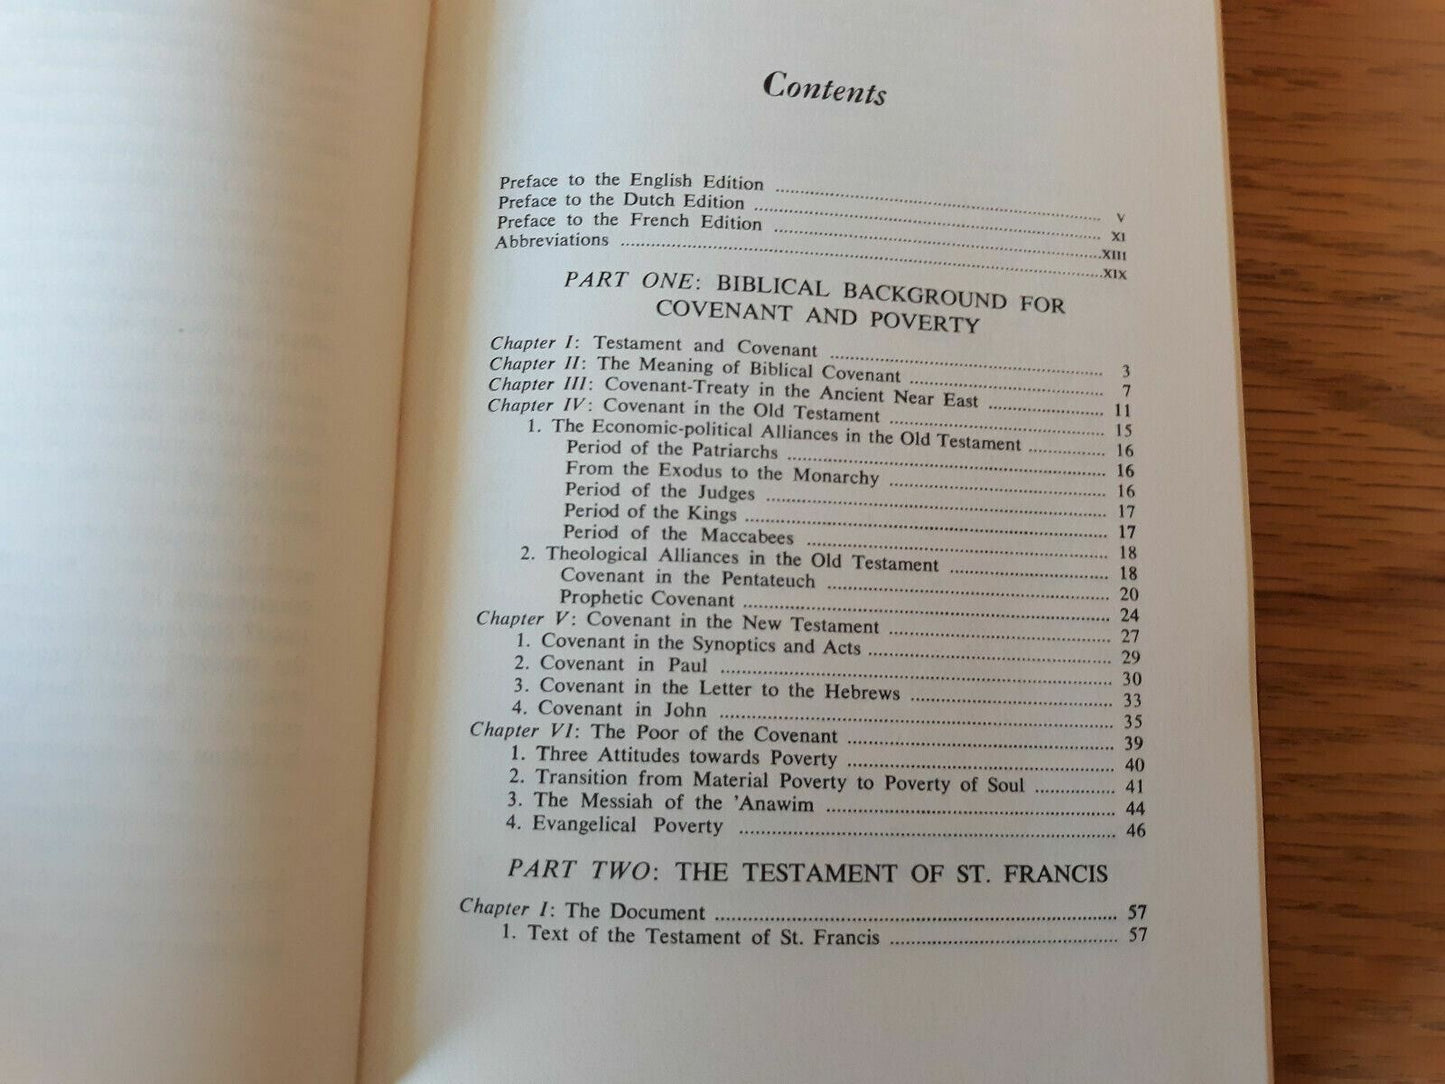 Contents
Preface to the English Edition ........ V
Preface to the Dutch Edition ........ XI
Preface to the French Edition ........ XIII
Abbreviations ........ XIX
PART ONE: BIBLICAL BACKGROUND FOR
COVENANT AND POVERTY
Chapter I: Testament and Covenant ........ 3
Chapter II: The Meaning of Biblical Covenant ........ 7
Chapter III: Covenant-Treaty in the Ancient Near East ........ 11
Chapter IV: Covenant in the Old Testament ........ 15
1. The Economic-political Alliances in the Old Testament ........ 16
Period of the Patriarchs ........ 16
From the Exodus to the Monarchy ........ 16
Period of the Judges ........ 17
Period of the Kings ........ 17
Period of the Maccabees ........ 18
2. Theological Alliances in the Old Testament ........ 18
Covenant in the Pentateuch ........ 20
Prophetic Covenant ........ 24
Chapter V: Covenant in the New Testament ........ 27
1. Covenant in the Synoptics and Acts ........ 29
2. Covenant in Paul ........ 30
3. Covenant in the Letter to the Hebrews ........ 33
4. Covenant in John ........ 35
Chapter VI: The Poor of the Covenant ........ 39
1. Three Attitudes towards Poverty ........ 40
2. Transition from Material Poverty to Poverty of Soul ........ 41
3. The Messiah of the 'Anawim ........ 44
4. Evangelical Poverty ........ 46
PART TWO: THE TESTAMENT OF ST. FRANCIS
Chapter I: The Document ........ 57
1. Text of the Testament of St. Francis ........ 57